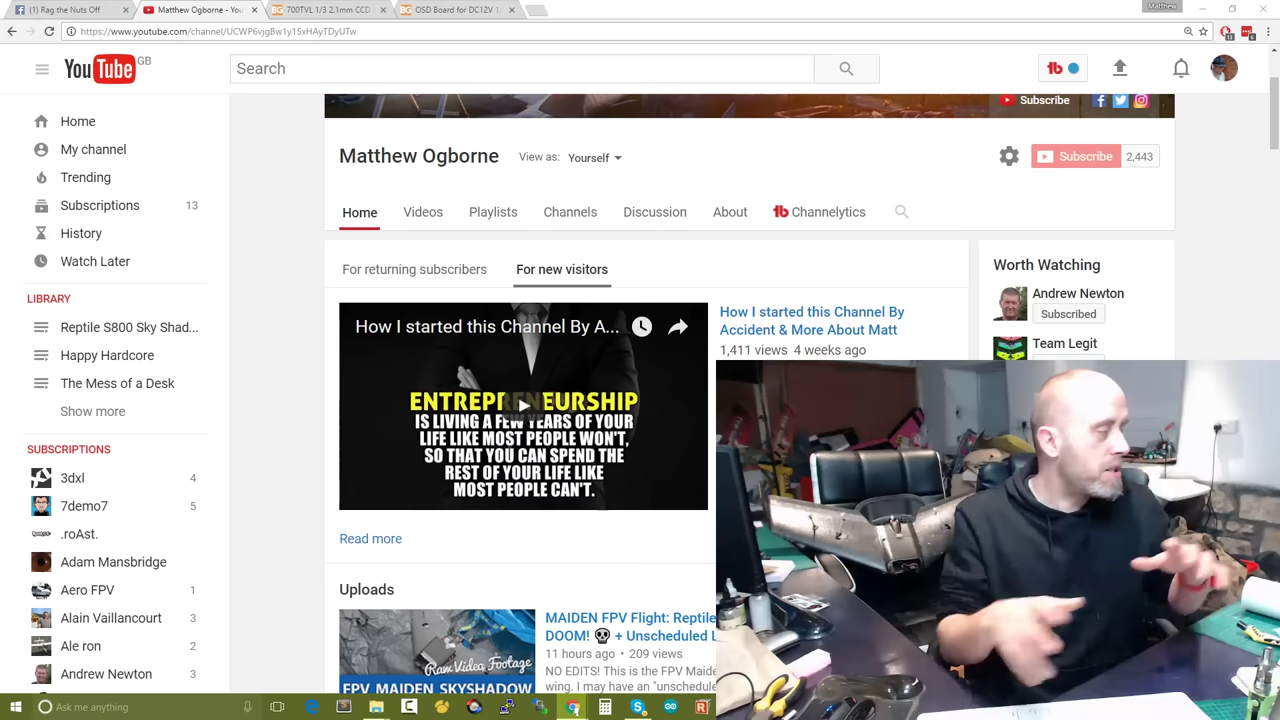 (1) Rag the Nuts Off
Matthew Ogborne - You
700TVL 1/3 2.1mm CCD
OSD Board for DC12V 1
Matthew
https://www.youtube.com/channel/UCWP6vjgBw1y15xHAyTDyUTw
YouTube GB
Search
Subscribe
Home
My channel
Trending
Subscriptions 13
History
Watch Later
LIBRARY
Reptile S800 Sky Shad...
Happy Hardcore
The Mess of a Desk
Show more
SUBSCRIPTIONS
3dxl 4
7demo7 5
.roAst.
Adam Mansbridge
Aero FPV 1
Alain Vaillancourt 3
Ale ron 2
Andrew Newton 3
Matthew Ogborne View as: Yourself
Subscribe 2,443
Home Videos Playlists Channels Discussion About Channelytics
For returning subscribers For new visitors
How I started this Channel By A...
ENTREPRENEURSHIP
IS LIVING A FEW YEARS OF YOUR
LIFE LIKE MOST PEOPLE WON'T,
SO THAT YOU CAN SPEND THE
REST OF YOUR LIFE LIKE
MOST PEOPLE CAN'T.
How I started this Channel By
Accident & More About Matt
1,411 views 4 weeks ago
Read more
Worth Watching
Andrew Newton
Subscribed
Team Legit
Uploads
Raw Video Footage
FPV MAIDEN SKYSHADOW
MAIDEN FPV Flight: Reptile
DOOM! + Unscheduled L
11 hours ago • 209 views
NO EDITS! This is the FPV Maide
wing. I may have an "unschedule
Ask me anything